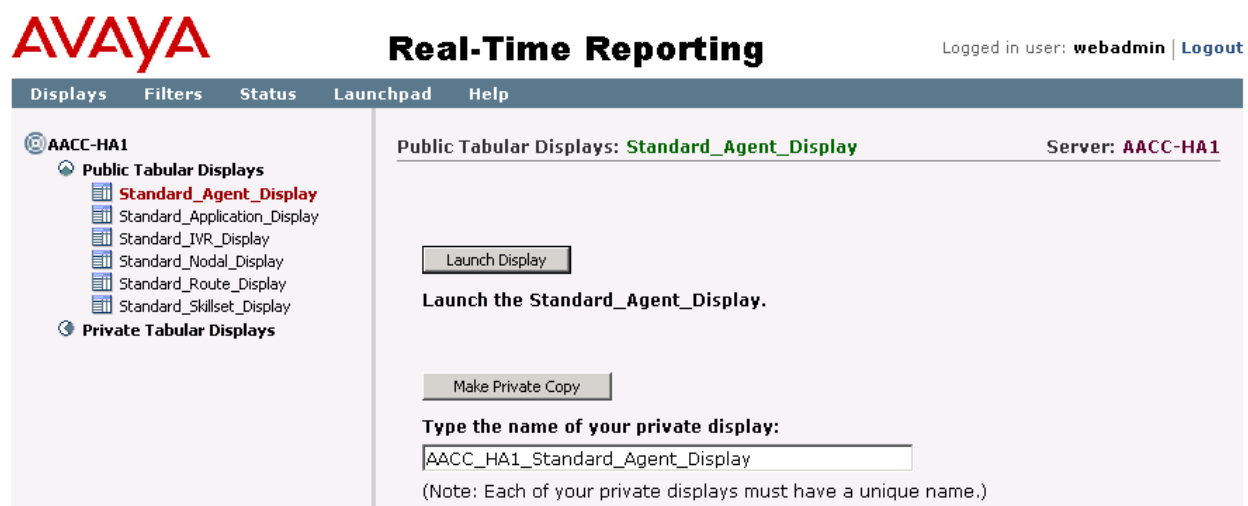 AVAYA
Real-Time Reporting
Logged in user: webadmin | Logout
Displays Filters Status Launchpad Help
AACC-HA1
Public Tabular Displays
Standard_Agent_Display
Standard_Application_Display
Standard_IVR_Display
Standard_Nodal_Display
Standard_Route_Display
Standard_Skillset_Display
Private Tabular Displays
Public Tabular Displays: Standard_Agent_Display Server: AACC-HA1
Launch Display
Launch the Standard_Agent_Display.
Make Private Copy
Type the name of your private display:
AACC_HA1_Standard_Agent_Display
(Note: Each of your private displays must have a unique name.)